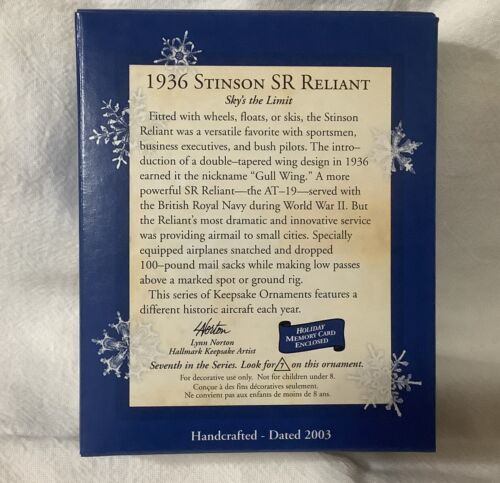 1936 Stinson SR Reliant
Sky's the Limit
Fitted with wheels, floats, or skis, the Stinson
Reliant was a versatile favorite with sportsmen,
business executives, and bush pilots. The intro–
duction of a double–tapered wing design in 1936
earned it the nickname “Gull Wing.” A more
powerful SR Reliant—the AT–19—served with
the British Royal Navy during World War II. But
the Reliant's most dramatic and innovative service
was providing airmail to small cities. Specially
equipped airplanes snatched and dropped
100–pound mail sacks while making low passes
above a marked spot or ground rig.
This series of Keepsake Ornaments features a
different historic aircraft each year.
LNorton
Lynn Norton
Hallmark Keepsake Artist
Holiday
Memory Card
Enclosed
Seventh in the Series. Look for 7 on this ornament.
For decorative use only. Not for children under 8.
Conçue à des fins décoratives seulement.
Ne convient pas aux enfants de moins de 8 ans.
Handcrafted - Dated 2003